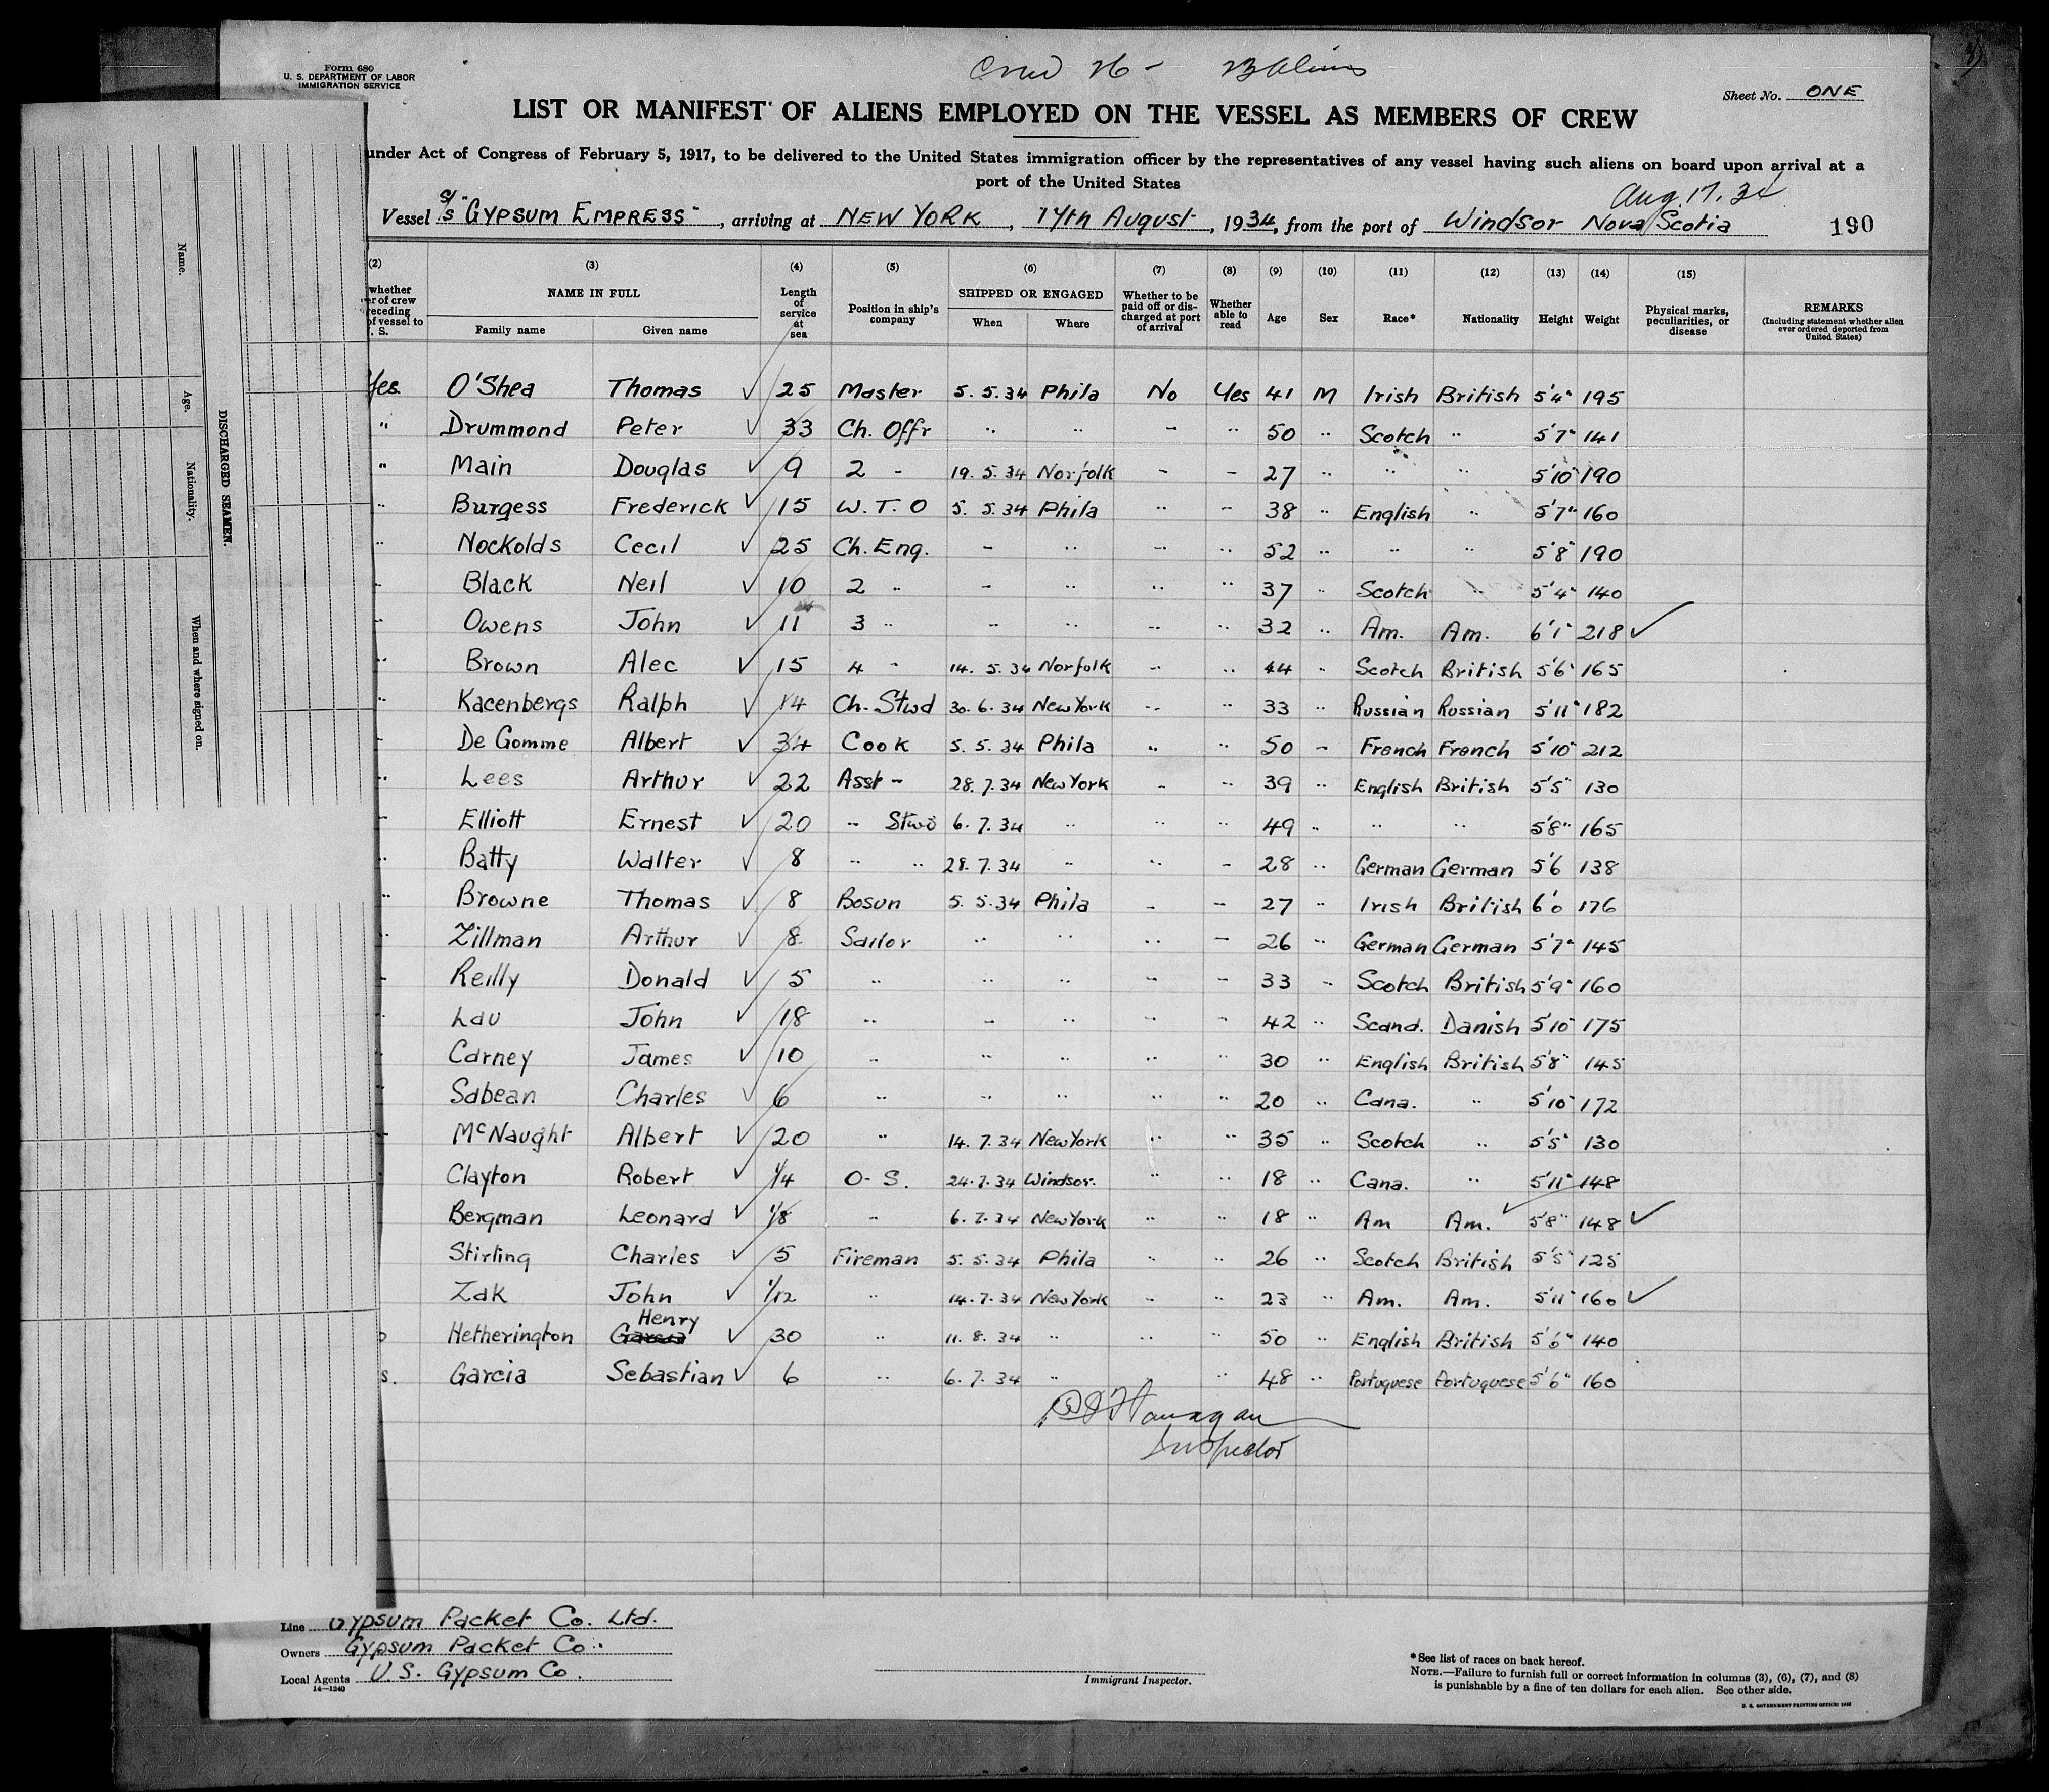 Form 680
U. S. DEPARTMENT OF LABOR
IMMIGRATION SERVICE
Crew 26 - 23 Aliens
Sheet No. ONE
LIST OR MANIFEST OF ALIENS EMPLOYED ON THE VESSEL AS MEMBERS OF CREW
under Act of Congress of February 5, 1917, to be delivered to the United States immigration officer by the representatives of any vessel having such aliens on board upon arrival at a
port of the United States
Aug. 17. 34
Vessel S/S "GYPSUM EMPRESS", arriving at NEW YORK, 17th August, 1934, from the port of Windsor Nova Scotia 190
(2) (3) (4) (5) (6) (7) (8) (9) (10) (11) (12) (13) (14) (15)
whether er of crew receding of vessel to . S. NAME IN FULL Family name Given name Length of service at sea Position in ship's company SHIPPED OR ENGAGED When Where Whether to be paid off or discharged at port of arrival Whether able to read Age Sex Race* Nationality Height Weight Physical marks, peculiarities, or disease REMARKS (Including statement whether alien ever ordered deported from United States)
Yes. O'Shea Thomas ✓ 25 Master 5. 5. 34 Phila No Yes 41 M Irish British 5'4" 195
" Drummond Peter ✓ 33 Ch. Offr " " - " 50 " Scotch " 5'7" 141
" Main Douglas ✓ 9 2 - 19. 5. 34 Norfolk - - 27 " " " 5'10" 190
" Burgess Frederick ✓ 15 W. T. O 5. 5. 34 Phila " - 38 " English " 5'7" 160
" Nockolds Cecil ✓ 25 Ch. Eng. - " - " 52 " " " 5'8" 190
" Black Neil ✓ 10 2 " - " " " 37 " Scotch " 5'4" 140
" Owens John ✓ 11 3 " - " " " 32 " Am. Am. 6'1" 218 ✓
" Brown Alec ✓ 15 4 " 14. 5. 34 Norfolk - " 44 " Scotch British 5'6" 165
" Kacenbergs Ralph ✓ 14 Ch. Stwd 30. 6. 34 New York " " 33 " Russian Russian 5'11" 182
" De Gomme Albert ✓ 34 Cook 5. 5. 34 Phila " " 50 - French French 5'10" 212
" Lees Arthur ✓ 22 Asst - 28. 7. 34 New York - " 39 " English British 5'5" 130
" Elliott Ernest ✓ 20 " Stwd 6. 7. 34 " " " 49 " " " 5'8" 165
" Batty Walter ✓ 8 " " 28. 7. 34 " " - 28 " German German 5'6 138
" Browne Thomas ✓ 8 Bosun 5. 5. 34 Phila - - 27 " Irish British 6'0 176
" Zillman Arthur ✓ 8 Sailor " " " - 26 " German German 5'7" 145
- Reilly Donald ✓ 5 " " " - - 33 - Scotch British 5'9" 160
" Lau John ✓ 18 " - " - - 42 " Scand. Danish 5'10" 175
- Carney James ✓ 10 " " " " " 30 " English British 5'8" 145
- Sabean Charles ✓ 6 " " " " " 20 " Cana. " 5'10" 172
- McNaught Albert ✓ 20 " 14. 7. 34 New York " " 35 " Scotch " 5'5" 130
Clayton Robert ✓ 1/4 O- S. 24. 7. 34 Windsor. " " 18 " Cana. " 5'11" 148
Bergman Leonard ✓ 1/8 " 6. 7. 34 New York " " 18 " Am Am. ✓ 5'8" 148 ✓
Stirling Charles ✓ 5 Fireman 5. 5. 34 Phila " " 26 " Scotch British 5'5" 125
Zak John ✓ 1/12 " 14. 7. 34 New York - " 23 " Am. Am. 5'11" 160 ✓
o Hetherington Garcia Henry ✓ 30 " 11. 8. 34 " " " 50 " English British 5'6" 140
s. Garcia Sebastian ✓ 6 " 6. 7. 34 " " 48 " Portuguese Portuguese 5'6" 160
Flanagan
Inspector
DISCHARGED SEAMEN.
Name.
Age.
Nationality.
When and where signed on.
Line Gypsum Packet Co. Ltd.
Owners Gypsum Packet Co "
Local Agents U. S. Gypsum Co.
14—1240
Immigrant Inspector.
*See list of races on back hereof.
NOTE.—Failure to furnish full or correct information in columns (3), (6), (7), and (8)
is punishable by a fine of ten dollars for each alien. See other side.